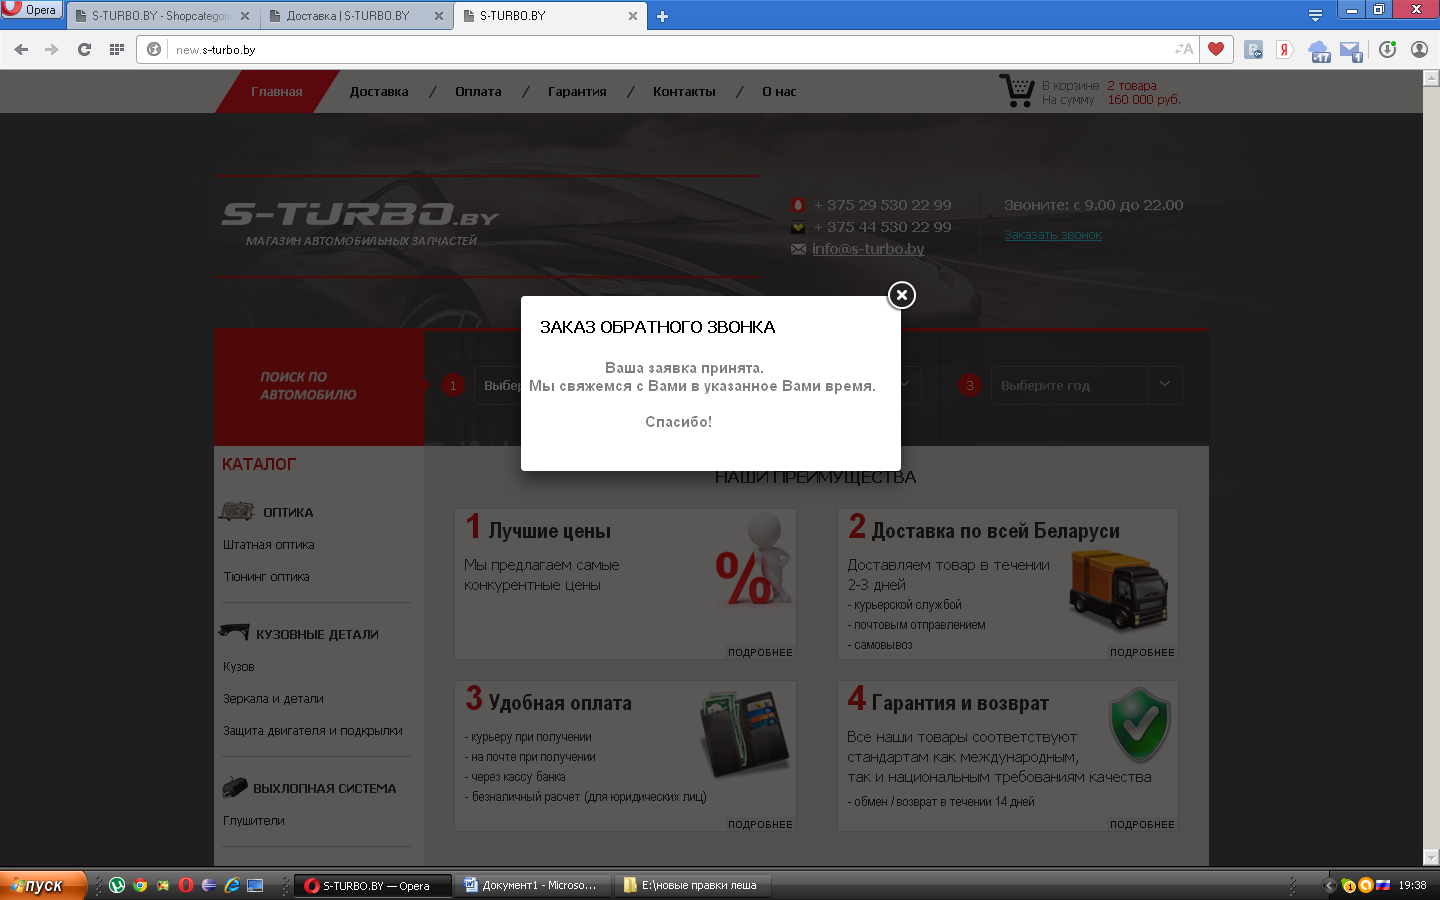 Opera
S-TURBO.BY - Shopcategor
Доставка | S-TURBO.BY
S-TURBO.BY
new.s-turbo.by
-17
1
Главная
Доставка / Оплата / Гарантия / Контакты / О нас
В корзине 2 товара
На сумму 160 000 руб.
S-TURBO.BY
МАГАЗИН АВТОМОБИЛЬНЫХ ЗАПЧАСТЕЙ
+ 375 29 530 22 99
+ 375 44 530 22 99
info@s-turbo.by
Звоните: с 9.00 до 22.00
Заказать звонок
ЗАКАЗ ОБРАТНОГО ЗВОНКА
Ваша заявка принята.
Мы свяжемся с Вами в указанное Вами время.
Спасибо!
ПОИСК ПО
АВТОМОБИЛЮ
1
Выбер
3
Выберите год
КАТАЛОГ
ОПТИКА
Штатная оптика
Тюнинг оптика
КУЗОВНЫЕ ДЕТАЛИ
Кузов
Зеркала и детали
Защита двигателя и подкрылки
ВЫХЛОПНАЯ СИСТЕМА
Глушители
НАШИ ПРЕИМУЩЕСТВА
1 Лучшие цены
Мы предлагаем самые
конкурентные цены
%
ПОДРОБНЕЕ
2 Доставка по всей Беларуси
Доставляем товар в течении
2-3 дней
- курьерской службой
- почтовым отправлением
- самовывоз
ПОДРОБНЕЕ
3 Удобная оплата
- курьеру при получении
- на почте при получении
- через кассу банка
- безналичный расчет (для юридических лиц)
ПОДРОБНЕЕ
4 Гарантия и возврат
Все наши товары соответствуют
стандартам как международным,
так и национальным требованиям качества
- обмен / возврат в течении 14 дней
ПОДРОБНЕЕ
пуск
S-TURBO.BY — Opera
Документ1 - Microso...
E:\новые правки леша
19:38